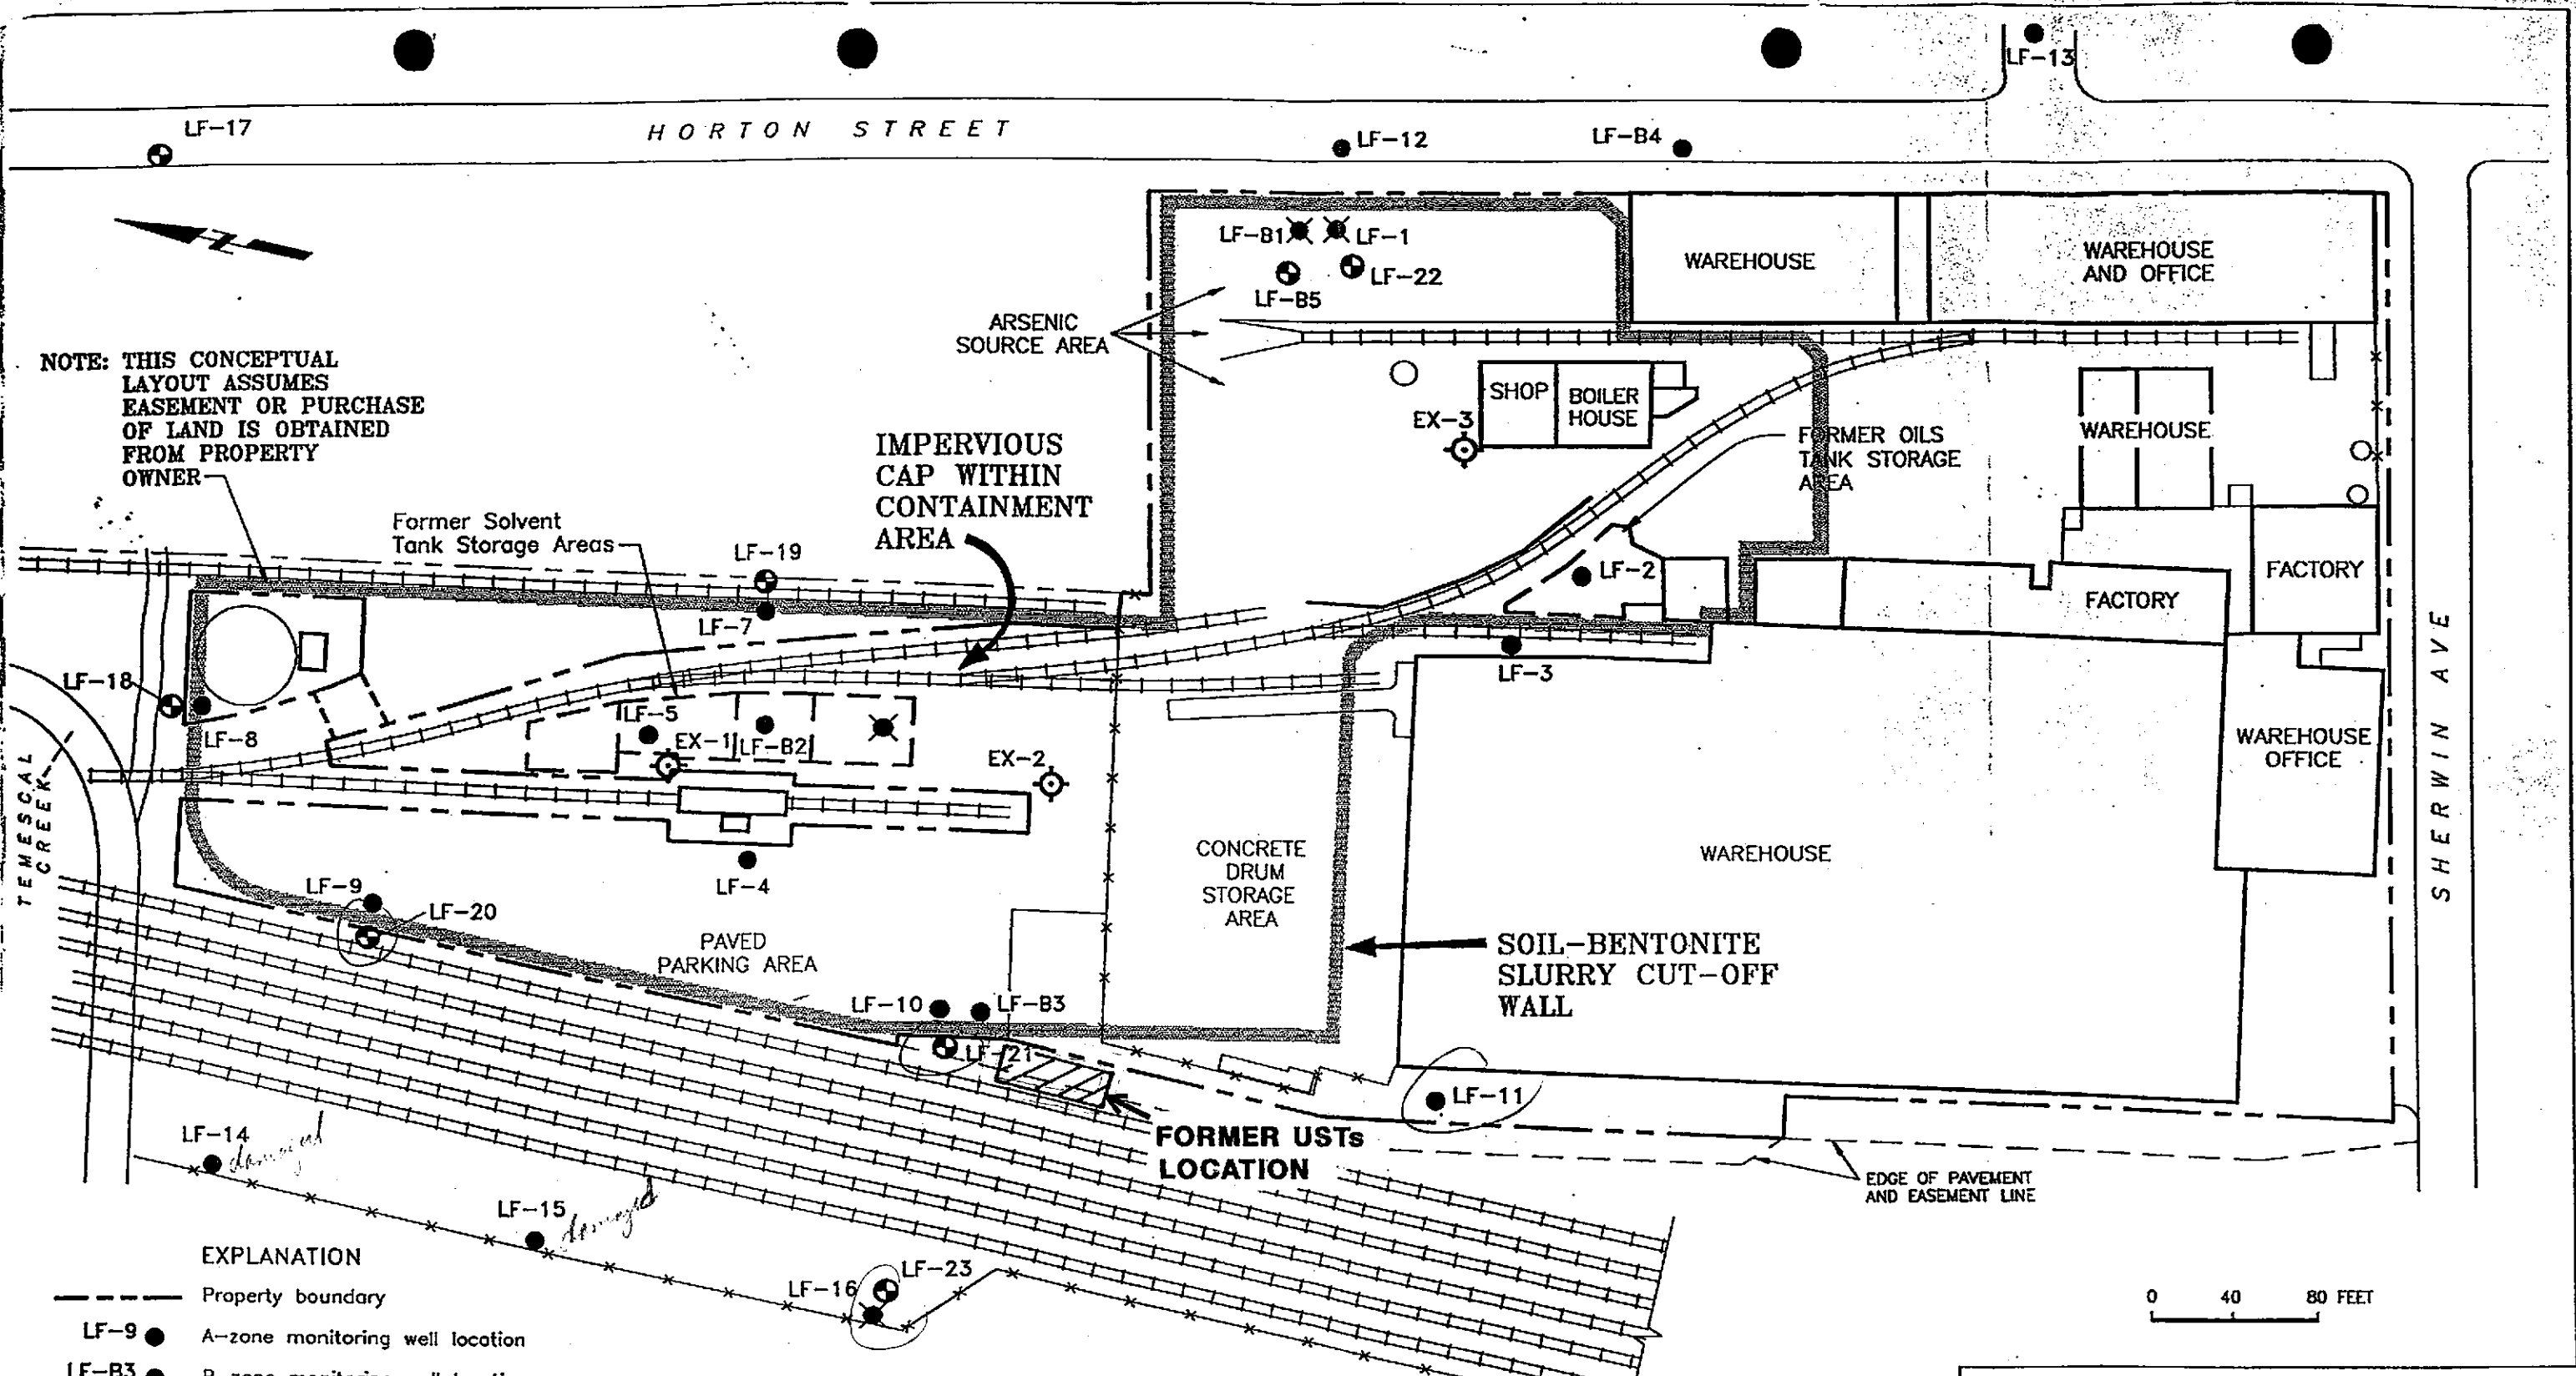 LF-13
LF-17
HORTON STREET
LF-12
LF-B4
LF-B1
LF-1
LF-B5
LF-22
WAREHOUSE
WAREHOUSE
AND OFFICE
Z
ARSENIC
SOURCE AREA
NOTE: THIS CONCEPTUAL
LAYOUT ASSUMES
EASEMENT OR PURCHASE
OF LAND IS OBTAINED
FROM PROPERTY
OWNER
SHOP
BOILER
HOUSE
EX-3
IMPERVIOUS
CAP WITHIN
CONTAINMENT
AREA
FORMER OILS
TANK STORAGE
AREA
WAREHOUSE
Former Solvent
Tank Storage Areas
LF-19
LF-7
LF-2
FACTORY
FACTORY
LF-3
LF-18
LF-8
LF-5
EX-1
LF-B2
EX-2
WAREHOUSE
OFFICE
TEMESCAL
CREEK
SHERWIN AVE
CONCRETE
DRUM
STORAGE
AREA
WAREHOUSE
LF-4
LF-9
LF-20
PAVED
PARKING AREA
SOIL-BENTONITE
SLURRY CUT-OFF
WALL
LF-10
LF-B3
LF-21
LF-11
FORMER USTs
LOCATION
LF-14
damaged
LF-15
damaged
EDGE OF PAVEMENT
AND EASEMENT LINE
EXPLANATION
LF-16
LF-23
Property boundary
0 40 80 FEET
LF-9 A-zone monitoring well location
LF-B3 B-zone monitoring well location